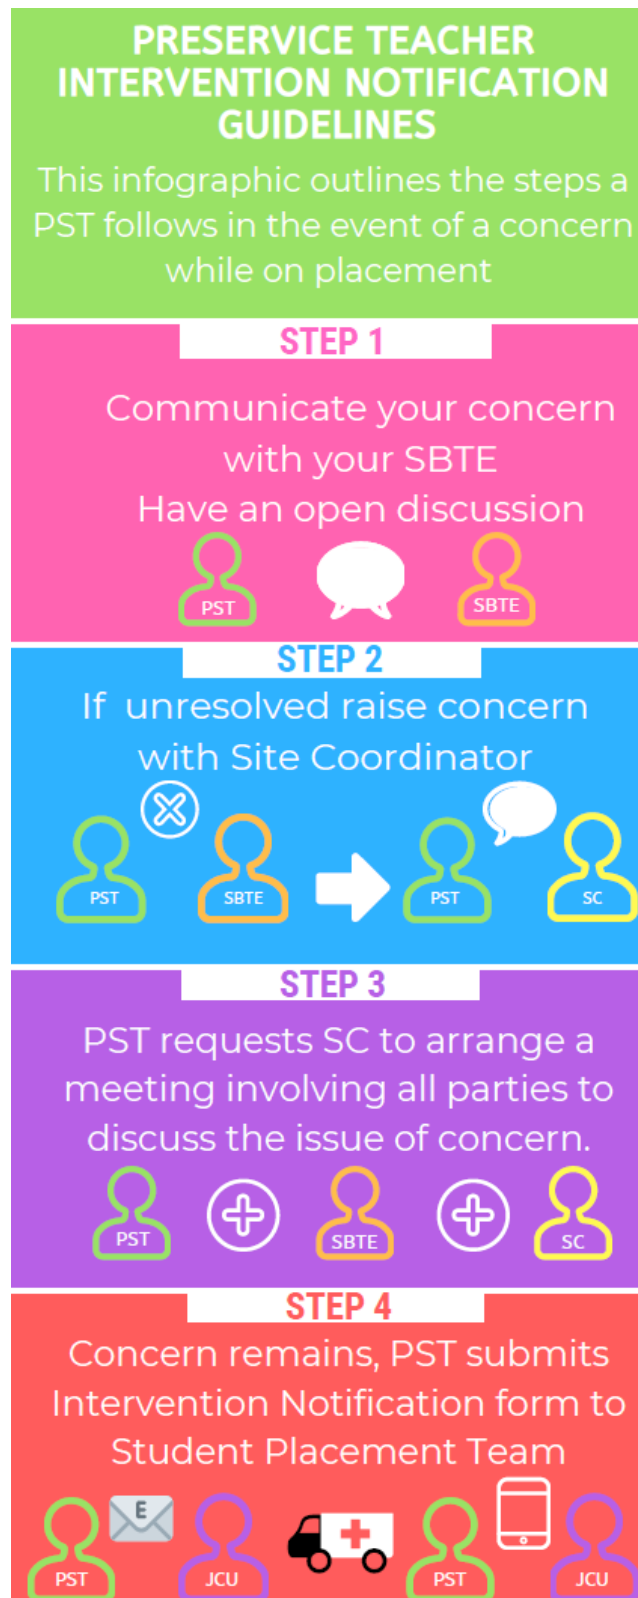 PRESERVICE TEACHER
INTERVENTION NOTIFICATION
GUIDELINES
This infographic outlines the steps a
PST follows in the event of a concern
while on placement
STEP 1
Communicate your concern
with your SBTE
Have an open discussion
PST
SBTE
STEP 2
If unresolved raise concern
with Site Coordinator
PST
SBTE
PST
SC
STEP 3
PST requests SC to arrange a
meeting involving all parties to
discuss the issue of concern.
PST
SBTE
SC
STEP 4
Concern remains, PST submits
Intervention Notification form to
Student Placement Team
E
PST
JCU
PST
JCU